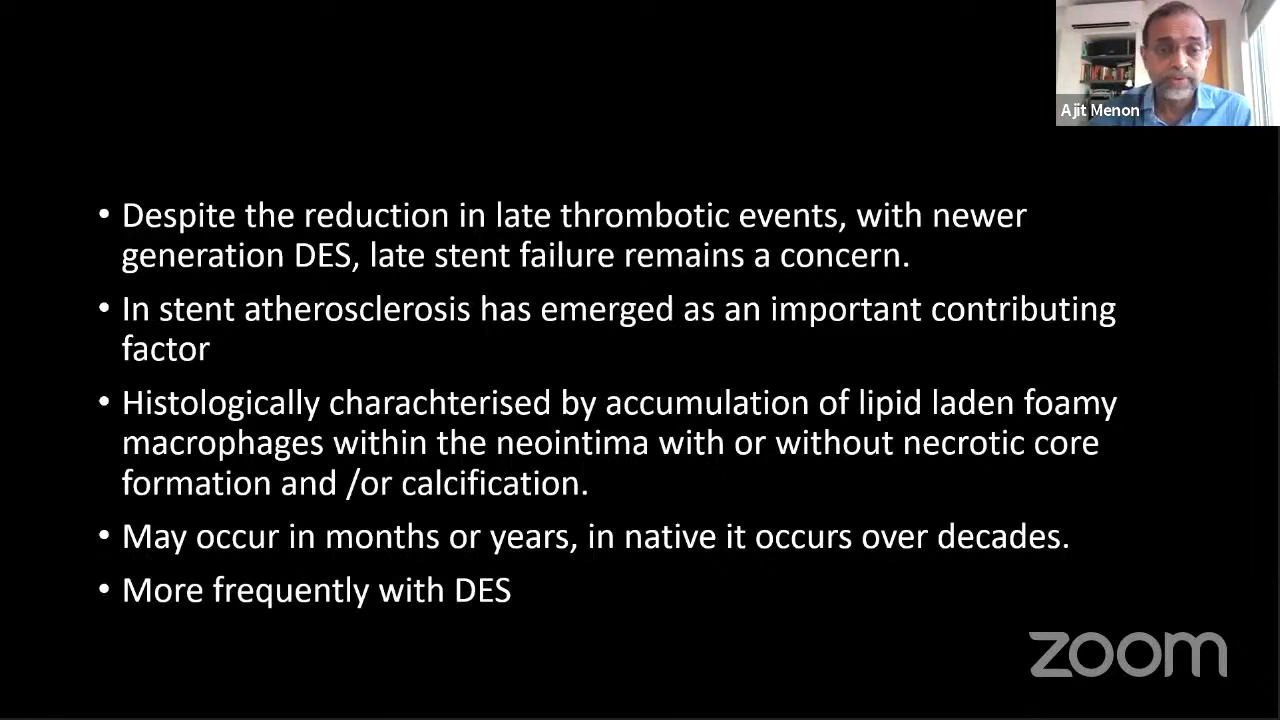 Ajit Menon
• Despite the reduction in late thrombotic events, with newer
generation DES, late stent failure remains a concern.
• In stent atherosclerosis has emerged as an important contributing
factor
• Histologically charachterised by accumulation of lipid laden foamy
macrophages within the neointima with or without necrotic core
formation and /or calcification.
• May occur in months or years, in native it occurs over decades.
• More frequently with DES
zoom